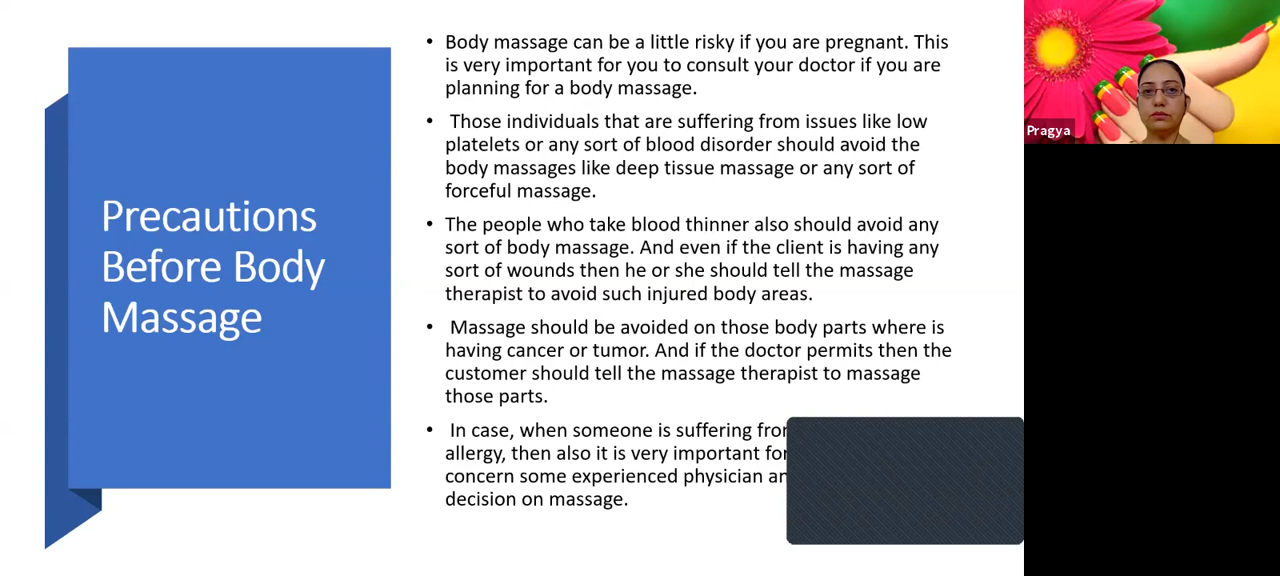 Precautions
Before Body
Massage
• Body massage can be a little risky if you are pregnant. This
is very important for you to consult your doctor if you are
planning for a body massage.
• Those individuals that are suffering from issues like low
platelets or any sort of blood disorder should avoid the
body massages like deep tissue massage or any sort of
forceful massage.
• The people who take blood thinner also should avoid any
sort of body massage. And even if the client is having any
sort of wounds then he or she should tell the massage
therapist to avoid such injured body areas.
• Massage should be avoided on those body parts where is
having cancer or tumor. And if the doctor permits then the
customer should tell the massage therapist to massage
those parts.
• In case, when someone is suffering
allergy, then also it is very important
concern some experienced physician
decision on massage.
Pragya